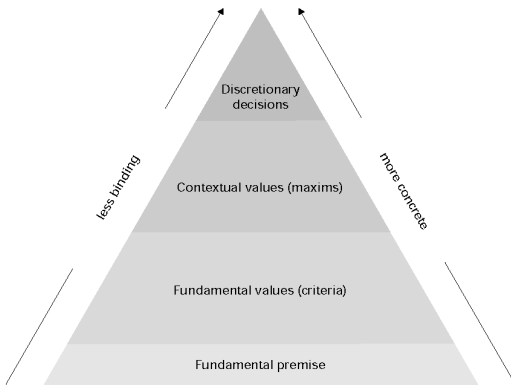 Discretionary
decisions
less binding
more concrete
Contextual values (maxims)
Fundamental values (criteria)
Fundamental premise